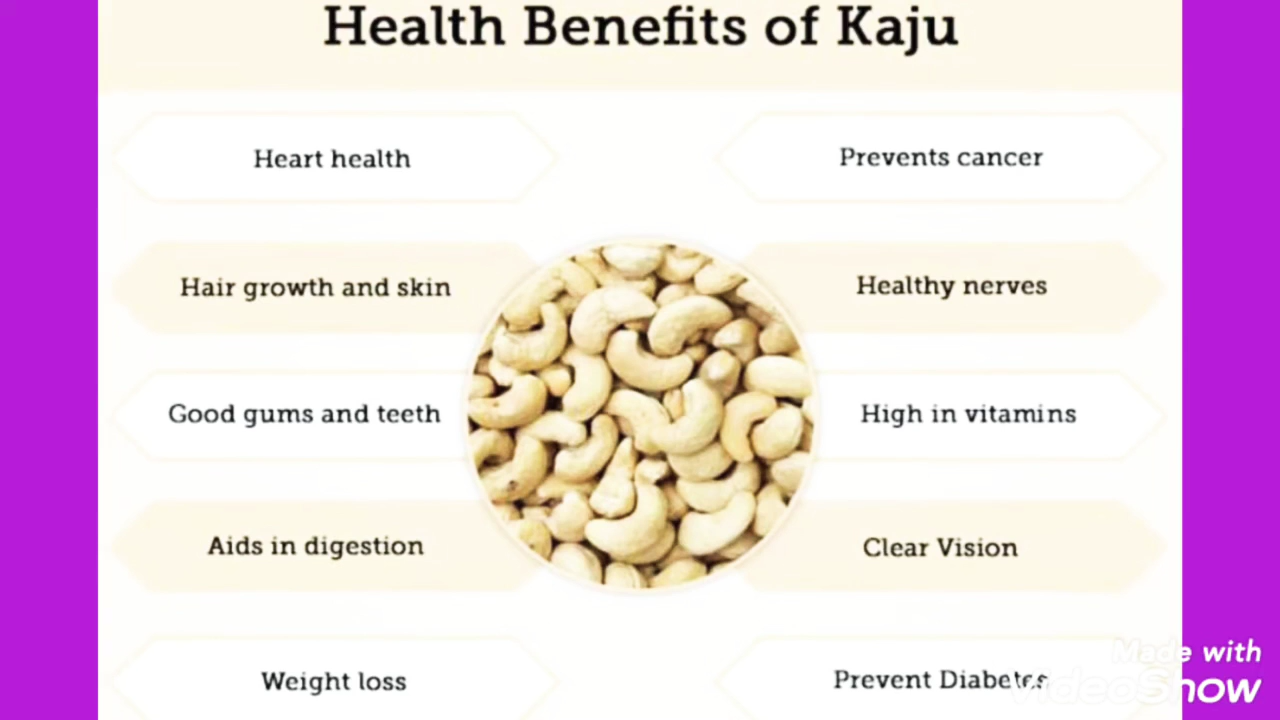 Health Benefits of Kaju
Heart health
Prevents cancer
Hair growth and skin
Healthy nerves
Good gums and teeth
High in vitamins
Aids in digestion
Clear Vision
Weight loss
Prevent Diabetes
Made with
VideoShow